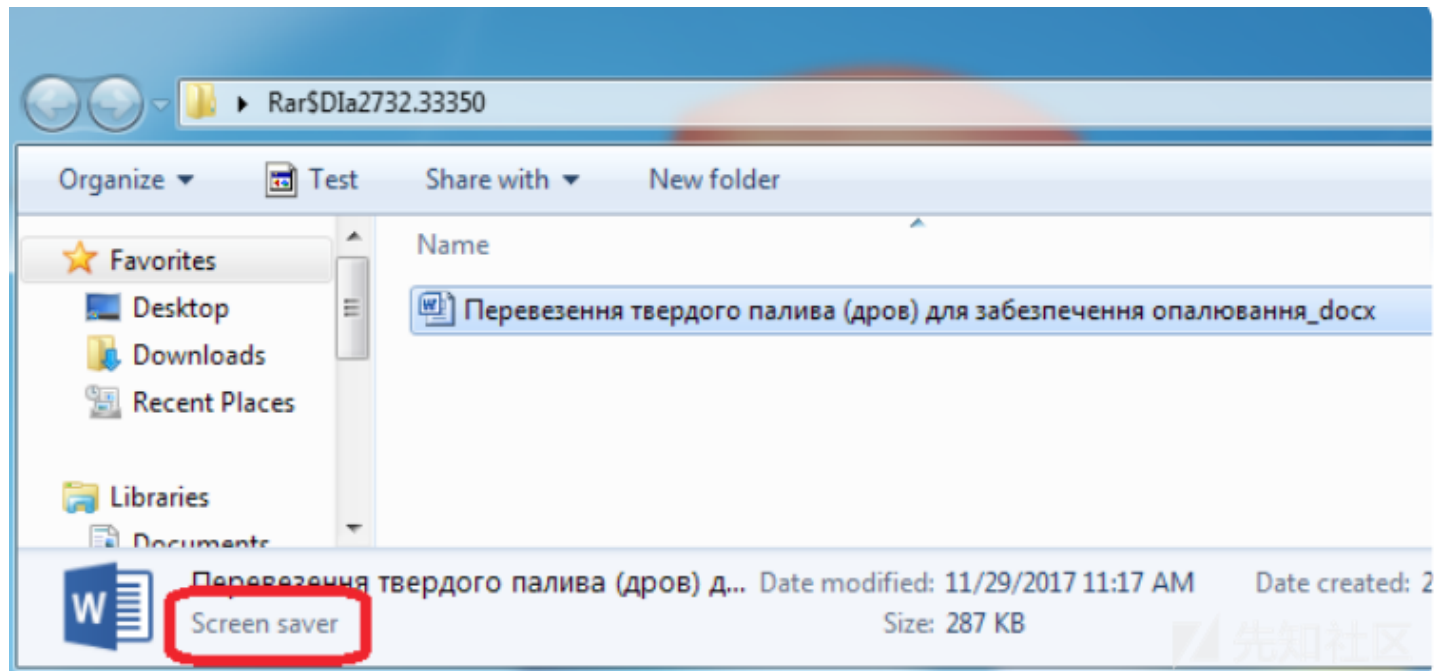 Rar$DIa2732.33350
Organize Test Share with New folder
Favorites
Desktop
Downloads
Recent Places
Libraries
Documents
Name
Перевезення твердого палива (дров) для забезпечення опалювання_docx
Перевезення твердого палива (дров) д... Date modified: 11/29/2017 11:17 AM Date created: 2
Screen saver Size: 287 KB
先知社区